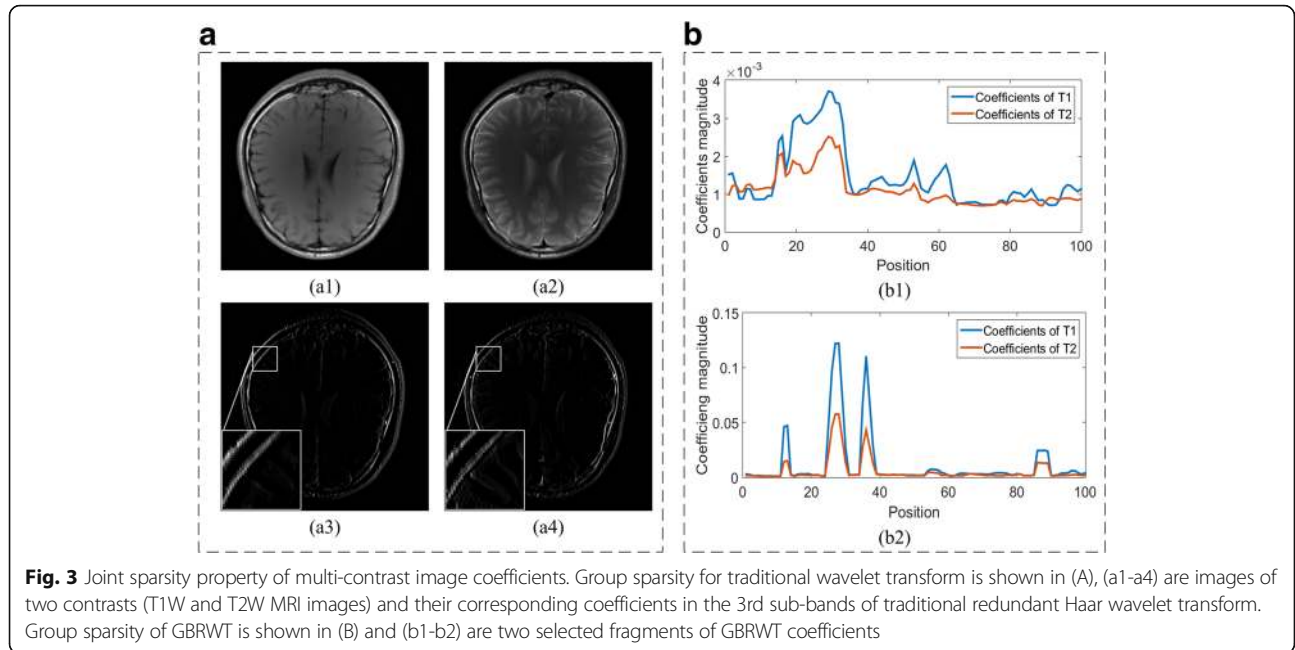 a
b
(a1)
(a2)
(a3)
(a4)
×10-3
4
3
2
1
0
Coefficients magnitude
Coefficients of T1
Coefficients of T2
0
20
40
60
80
100
Position
(b1)
0.15
0.1
0.05
0
Coefficieng magnitude
Coefficients of T1
Coefficients of T2
0
20
40
60
80
100
Position
(b2)
Fig. 3 Joint sparsity property of multi-contrast image coefficients. Group sparsity for traditional wavelet transform is shown in (A), (a1-a4) are images of
two contrasts (T1W and T2W MRI images) and their corresponding coefficients in the 3rd sub-bands of traditional redundant Haar wavelet transform.
Group sparsity of GBRWT is shown in (B) and (b1-b2) are two selected fragments of GBRWT coefficients